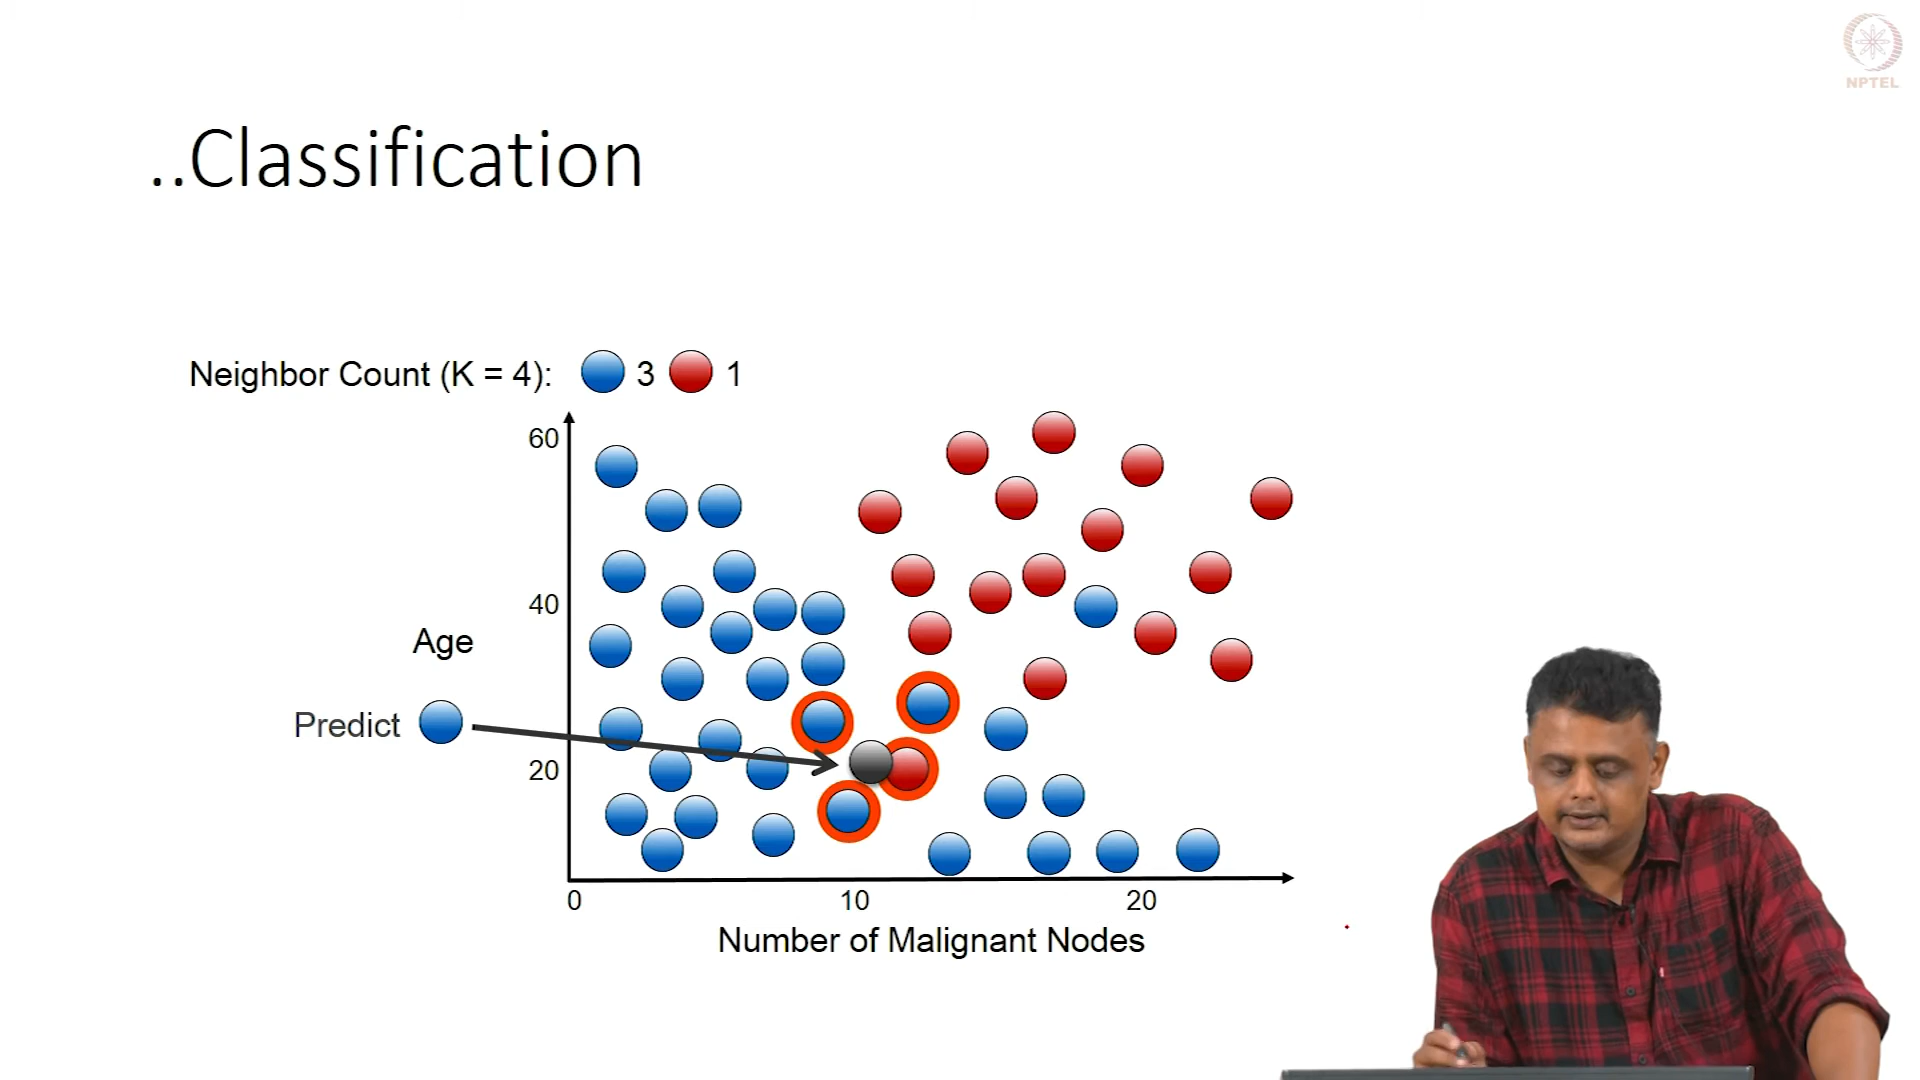 NPTEL
..Classification
Neighbor Count (K = 4): 3 1
60
40
Age
Predict
20
0 10 20
Number of Malignant Nodes